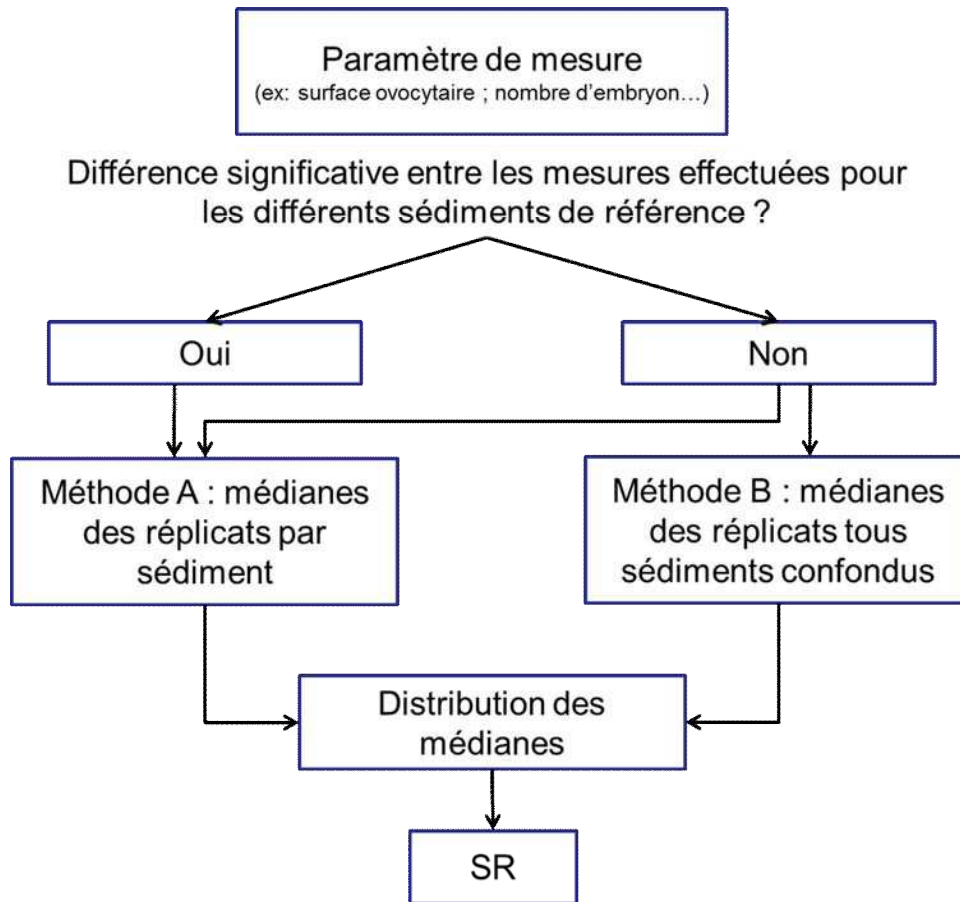 Paramètre de mesure
(ex: surface ovocytaire ; nombre d'embryon…)
Différence significative entre les mesures effectuées pour
les différents sédiments de référence ?
Oui
Non
Méthode A : médianes
des réplicats par
sédiment
Méthode B : médianes
des réplicats tous
sédiments confondus
Distribution des
médianes
SR